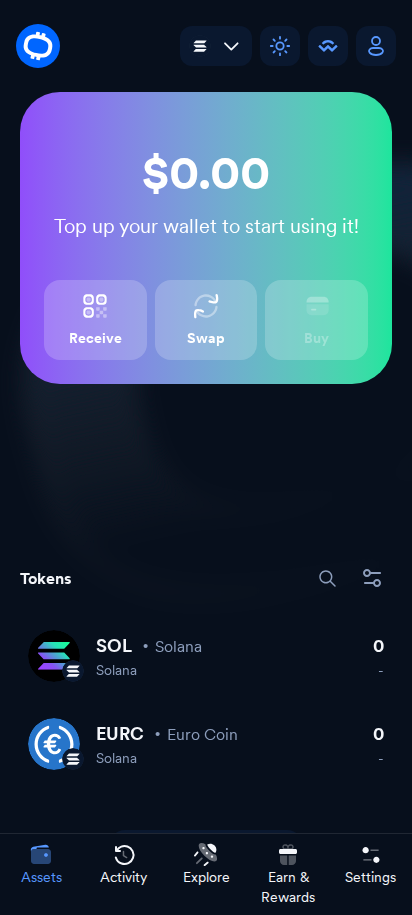 $0.00
Top up your wallet to start using it!
Receive Swap Buy
Tokens
SOL • Solana 0
Solana -
EURC • Euro Coin 0
Solana -
Assets Activity Explore Earn & Settings
Rewards